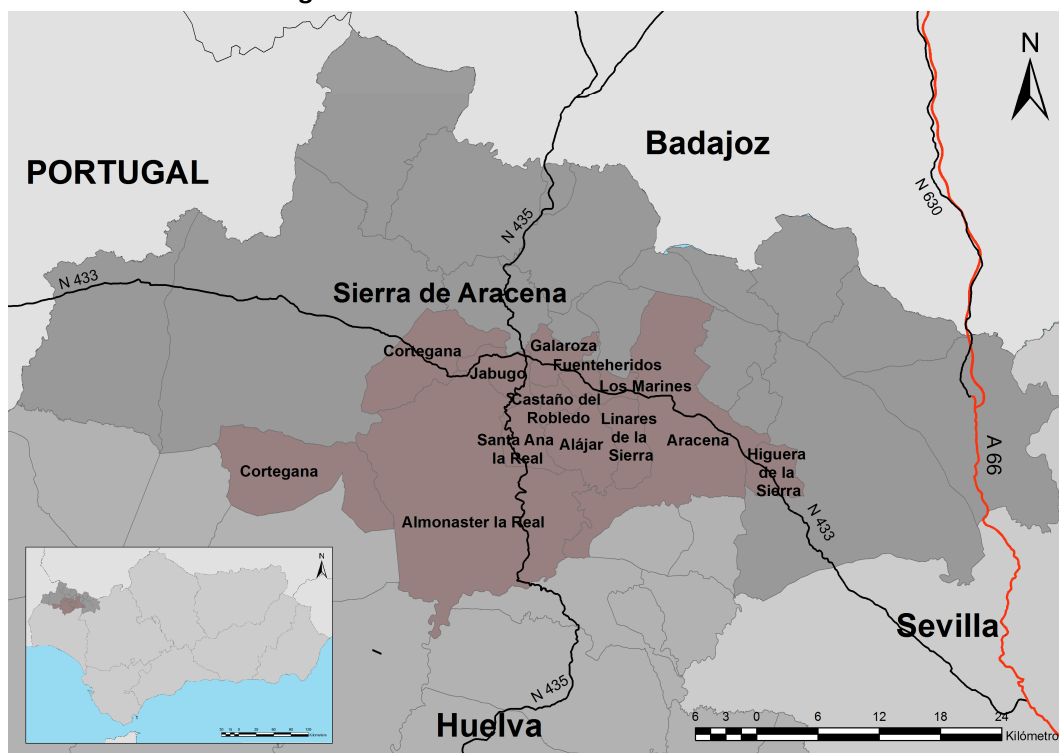 N
Badajoz
PORTUGAL
N 630
N 435
N 433
Sierra de Aracena
Galaroza
Cortegana
Fuenteheridos
Jabugo
Los Marines
Castaño del
Robledo
Linares
de la
Sierra
Santa Ana
la Real
Alájar
Aracena
Higuera
de la
Sierra
Cortegana
A 66
Almonaster la Real
N 433
N
Sevilla
N 435
Huelva
6 3 0 6 12 18 24
Kilómetro